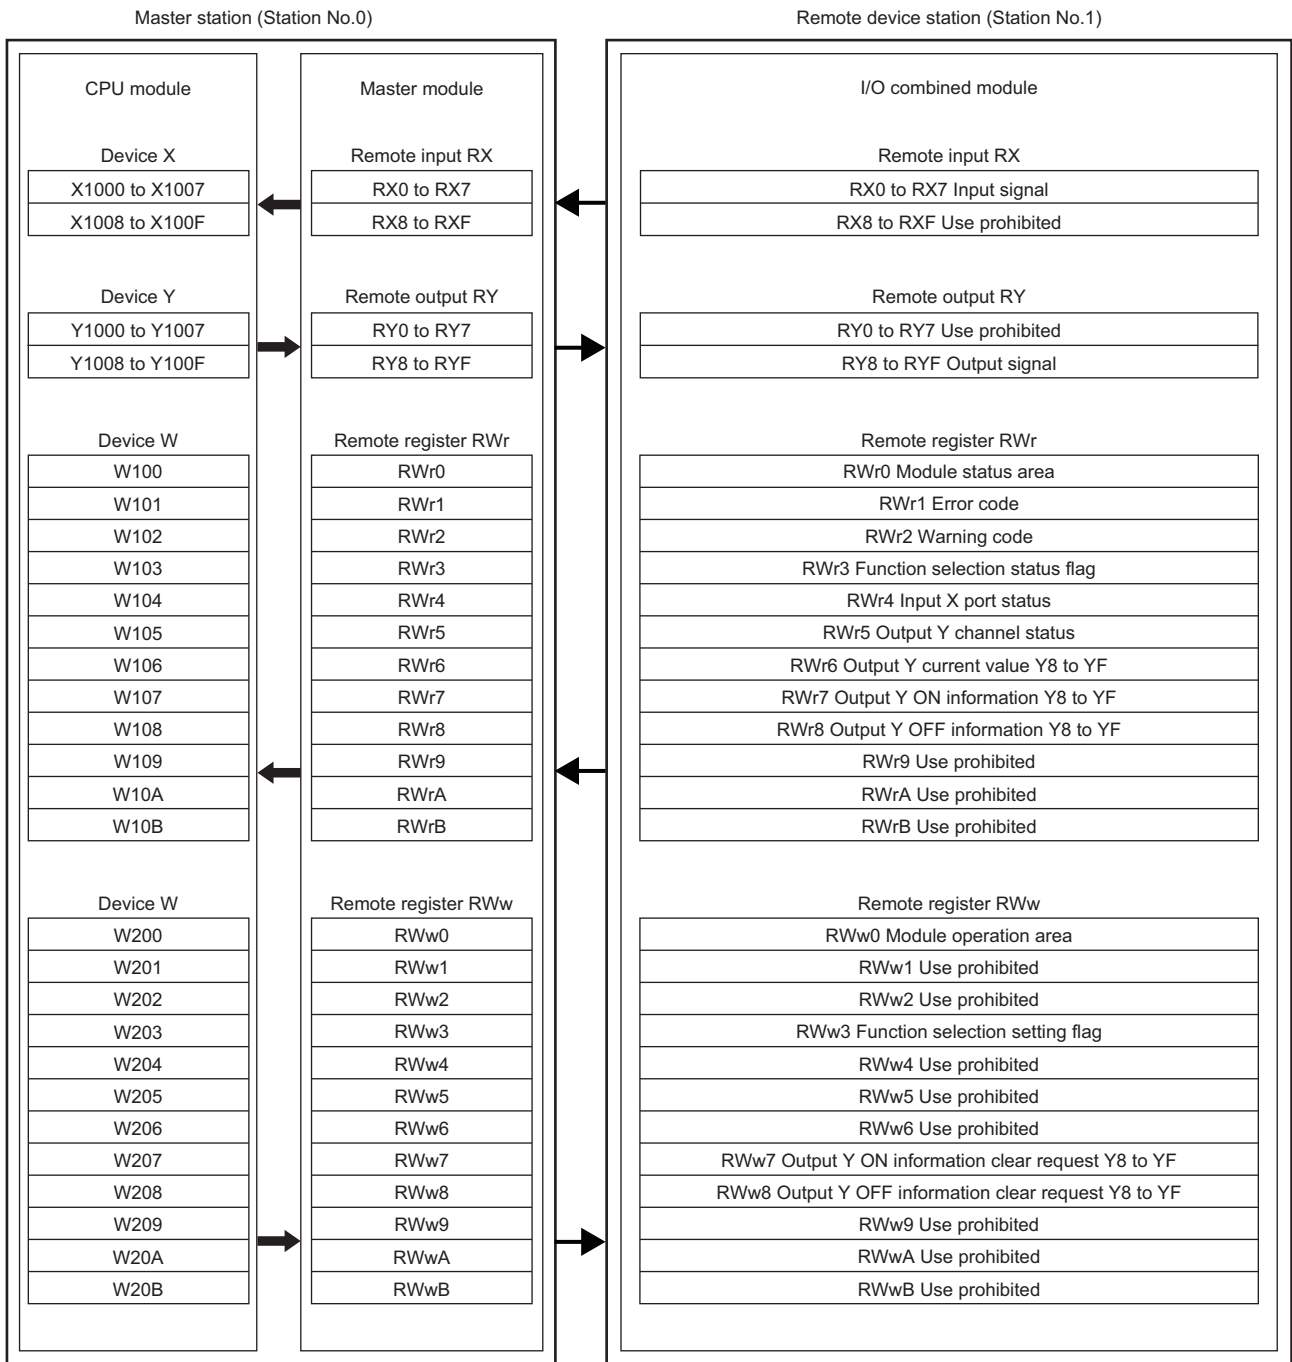 Master station (Station No.0) Remote device station (Station No.1)
CPU module Master module I/O combined module
Device X Remote input RX Remote input RX
X1000 to X1007 RX0 to RX7 RX0 to RX7 Input signal
X1008 to X100F RX8 to RXF RX8 to RXF Use prohibited
Device Y Remote output RY Remote output RY
Y1000 to Y1007 RY0 to RY7 RY0 to RY7 Use prohibited
Y1008 to Y100F RY8 to RYF RY8 to RYF Output signal
Device W Remote register RWr Remote register RWr
W100 RWr0 RWr0 Module status area
W101 RWr1 RWr1 Error code
W102 RWr2 RWr2 Warning code
W103 RWr3 RWr3 Function selection status flag
W104 RWr4 RWr4 Input X port status
W105 RWr5 RWr5 Output Y channel status
W106 RWr6 RWr6 Output Y current value Y8 to YF
W107 RWr7 RWr7 Output Y ON information Y8 to YF
W108 RWr8 RWr8 Output Y OFF information Y8 to YF
W109 RWr9 RWr9 Use prohibited
W10A RWrA RWrA Use prohibited
W10B RWrB RWrB Use prohibited
Device W Remote register RWw Remote register RWw
W200 RWw0 RWw0 Module operation area
W201 RWw1 RWw1 Use prohibited
W202 RWw2 RWw2 Use prohibited
W203 RWw3 RWw3 Function selection setting flag
W204 RWw4 RWw4 Use prohibited
W205 RWw5 RWw5 Use prohibited
W206 RWw6 RWw6 Use prohibited
W207 RWw7 RWw7 Output Y ON information clear request Y8 to YF
W208 RWw8 RWw8 Output Y OFF information clear request Y8 to YF
W209 RWw9 RWw9 Use prohibited
W20A RWwA RWwA Use prohibited
W20B RWwB RWwB Use prohibited